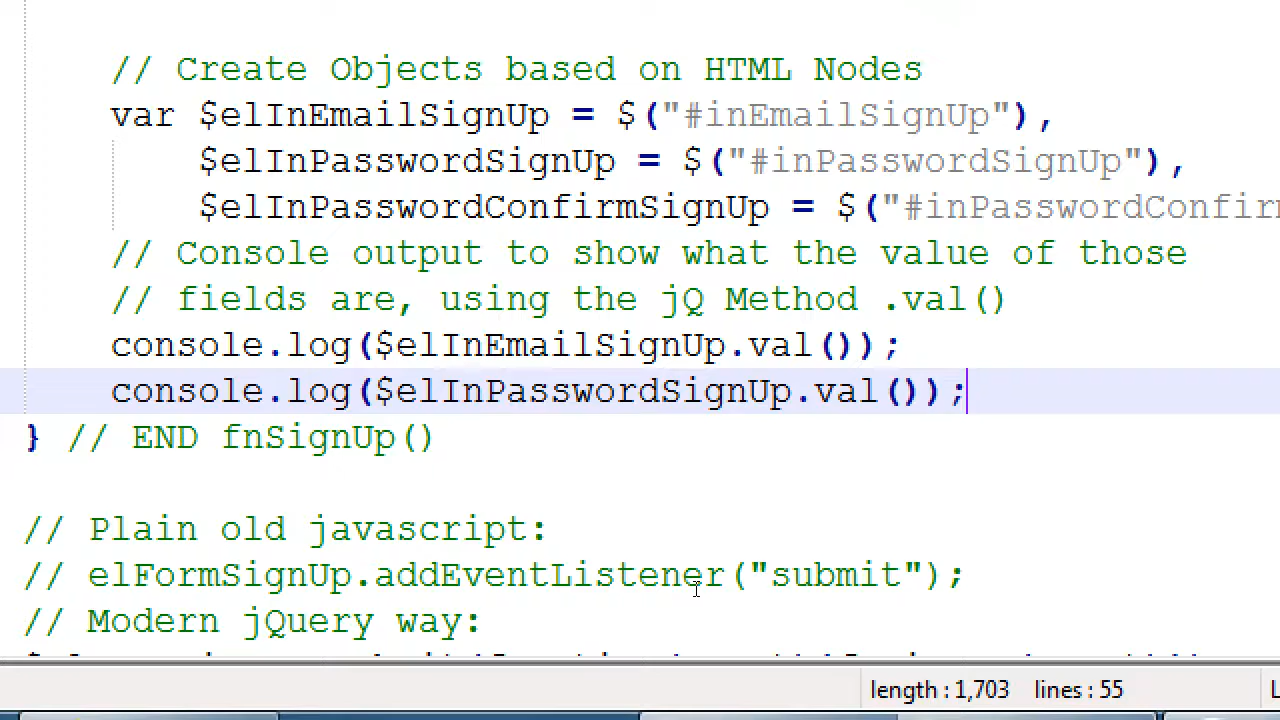 // Create Objects based on HTML Nodes
var $elInEmailSignUp = $("#inEmailSignUp"),
$elInPasswordSignUp = $("#inPasswordSignUp"),
$elInPasswordConfirmSignUp = $("#inPasswordConfir
// Console output to show what the value of those
// fields are, using the jQ Method .val()
console.log($elInEmailSignUp.val());
console.log($elInPasswordSignUp.val());
} // END fnSignUp()
// Plain old javascript:
// elFormSignUp.addEventListener("submit");
// Modern jQuery way:
length : 1,703 lines : 55